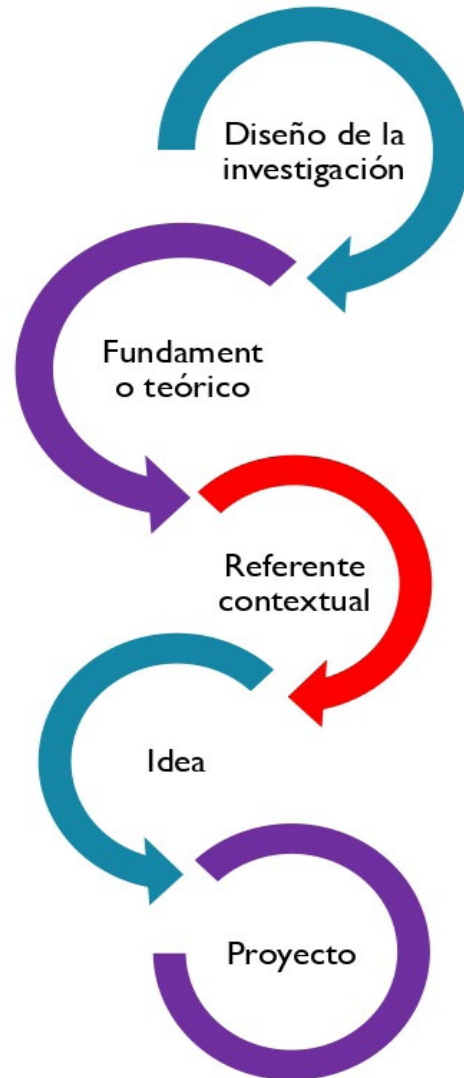 Diseño de la
investigación
Fundament
o teórico
Referente
contextual
Idea
Proyecto